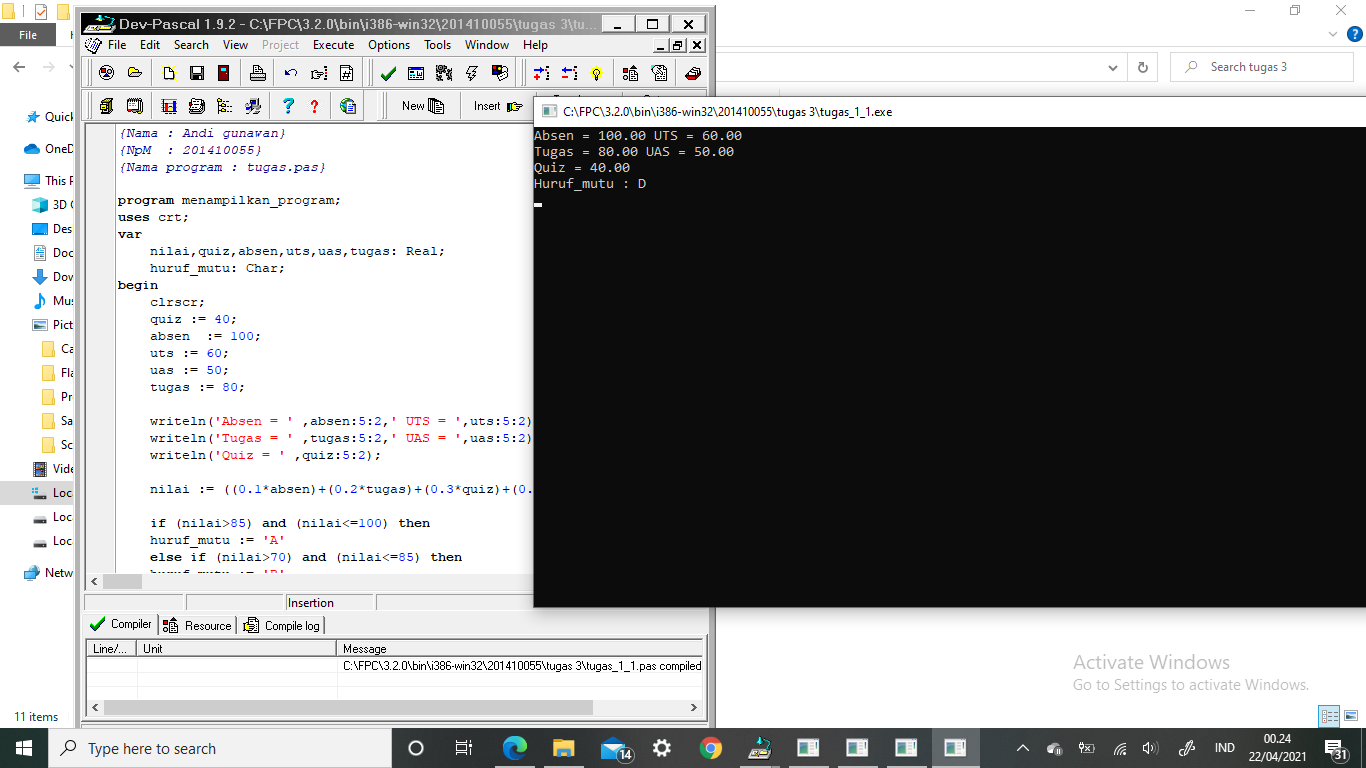 File
Dev-Pascal 1.9.2 - C:\FPC\3.2.0\bin\i386-win32\201410055\tugas 3\tu...
File Edit Search View Project Execute Options Tools Window Help
Search tugas 3
New Insert
{Nama : Andi gunawan}
{NpM  : 201410055}
{Nama program : tugas.pas}
program menampilkan_program;
uses crt;
var
nilai,quiz,absen,uts,uas,tugas: Real;
huruf_mutu: Char;
begin
clrscr;
quiz := 40;
absen  := 100;
uts := 60;
uas := 50;
tugas := 80;
writeln('Absen = ' ,absen:5:2,' UTS = ',uts:5:2)
writeln('Tugas = ' ,tugas:5:2,' UAS = ',uas:5:2)
writeln('Quiz = ' ,quiz:5:2);
nilai := ((0.1*absen)+(0.2*tugas)+(0.3*quiz)+(0.
if (nilai>85) and (nilai<=100) then
huruf_mutu := 'A'
else if (nilai>70) and (nilai<=85) then
Insertion
Compiler Resource Compile log
Line/... Unit Message
C:\FPC\3.2.0\bin\i386-win32\201410055\tugas 3\tugas_1_1.pas compiled
C:\FPC\3.2.0\bin\i386-win32\201410055\tugas 3\tugas_1_1.exe
Absen = 100.00 UTS = 60.00
Tugas = 80.00 UAS = 50.00
Quiz = 40.00
Huruf_mutu : D
Quick
OneD
This P
3D C
Des
Doc
Dow
Mus
Pict
Ca
Fla
Pr
Sa
Sc
Vide
Loc
Loc
Loc
Netw
11 items
Activate Windows
Go to Settings to activate Windows.
Type here to search
14
IND
00.24
22/04/2021
31